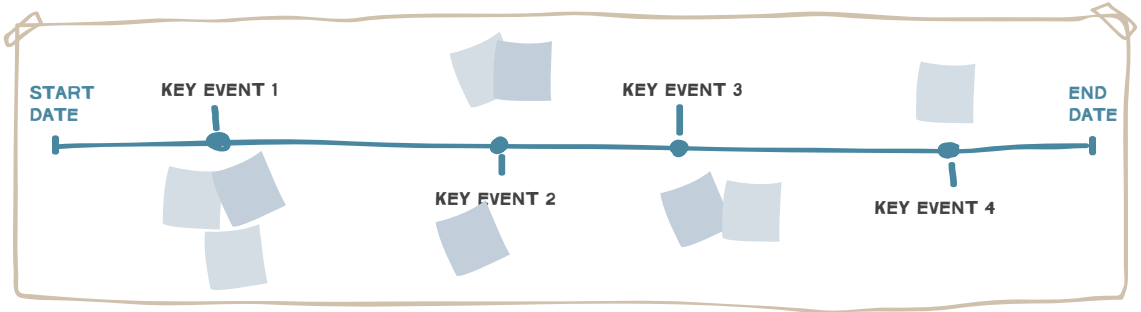 START
DATE
KEY EVENT 1
KEY EVENT 2
KEY EVENT 3
KEY EVENT 4
END
DATE